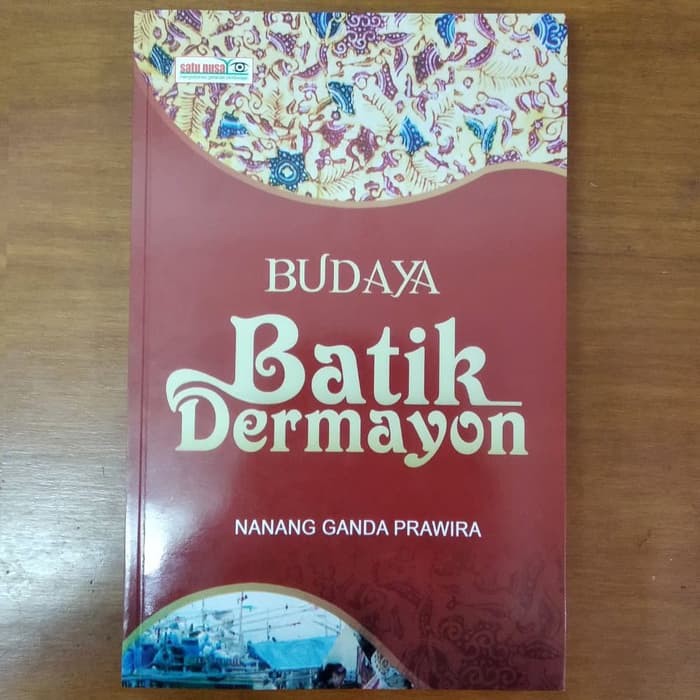 satu nusa
BUDAYA
Batik
Dermayon
NANANG GANDA PRAWIRA